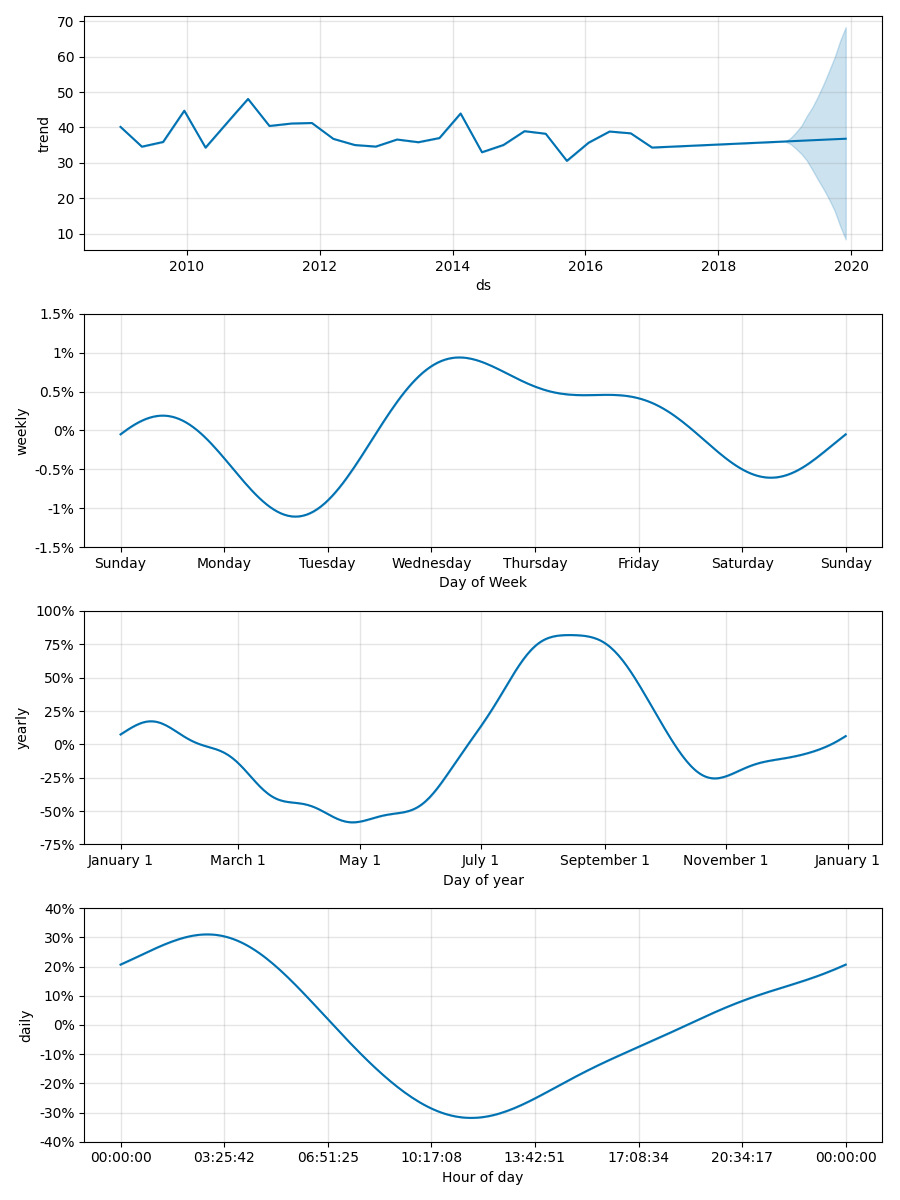 70
60
50
40
30
20
10
trend
2010 2012 2014 2016 2018 2020
ds
1.5%
1%
0.5%
0%
-0.5%
-1%
-1.5%
weekly
Sunday Monday Tuesday Wednesday Thursday Friday Saturday Sunday
Day of Week
100%
75%
50%
25%
0%
-25%
-50%
-75%
yearly
January 1 March 1 May 1 July 1 September 1 November 1 January 1
Day of year
40%
30%
20%
10%
0%
-10%
-20%
-30%
-40%
daily
00:00:00 03:25:42 06:51:25 10:17:08 13:42:51 17:08:34 20:34:17 00:00:00
Hour of day